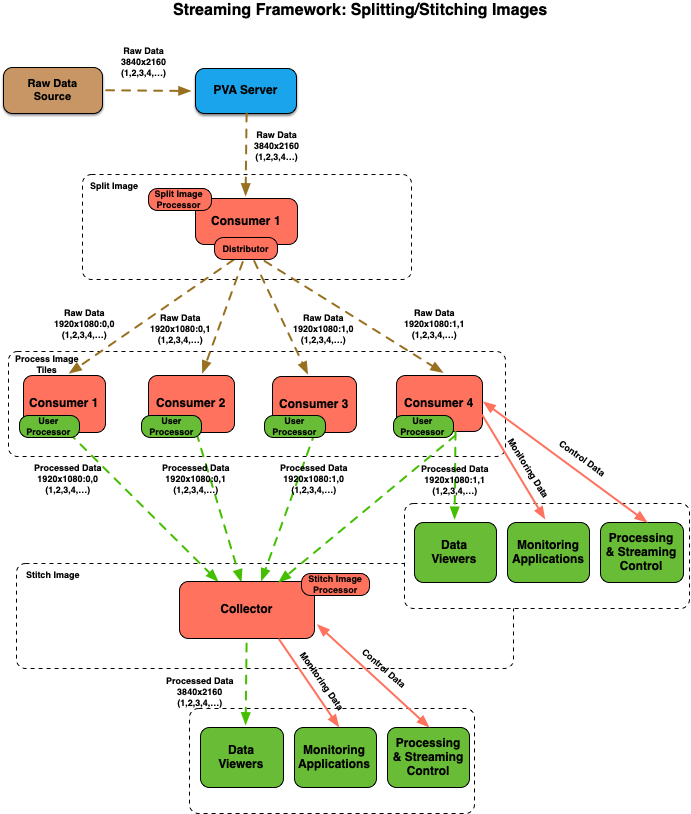 Streaming Framework: Splitting/Stitching Images
Raw Data
3840x2160
(1,2,3,4,...)
Raw Data
Source
PVA Server
Raw Data
3840x2160
(1,2,3,4...)
Split Image
Split Image
Processor
Consumer 1
Distributor
Raw Data
1920x1080:0,0
(1,2,3,4,...)
Raw Data
1920x1080:0,1
(1,2,3,4,...)
Raw Data
1920x1080:1,0
(1,2,3,4,...)
Raw Data
1920x1080:1,1
(1,2,3,4,...)
Process Image
Tiles
Consumer 1
User
Processor
Consumer 2
User
Processor
Consumer 3
User
Processor
Consumer 4
User
Processor
Processed Data
1920x1080:0,0
(1,2,3,4,...)
Processed Data
1920x1080:0,1
(1,2,3,4,...)
Processed Data
1920x1080:1,0
(1,2,3,4,...)
Processed Data
1920x1080:1,1
(1,2,3,4,...)
Monitoring Data
Control Data
Data
Viewers
Monitoring
Applications
Processing
& Streaming
Control
Stitch Image
Stitch Image
Processor
Collector
Processed Data
3840x2160
(1,2,3,4,...)
Monitoring Data
Control Data
Data
Viewers
Monitoring
Applications
Processing
& Streaming
Control